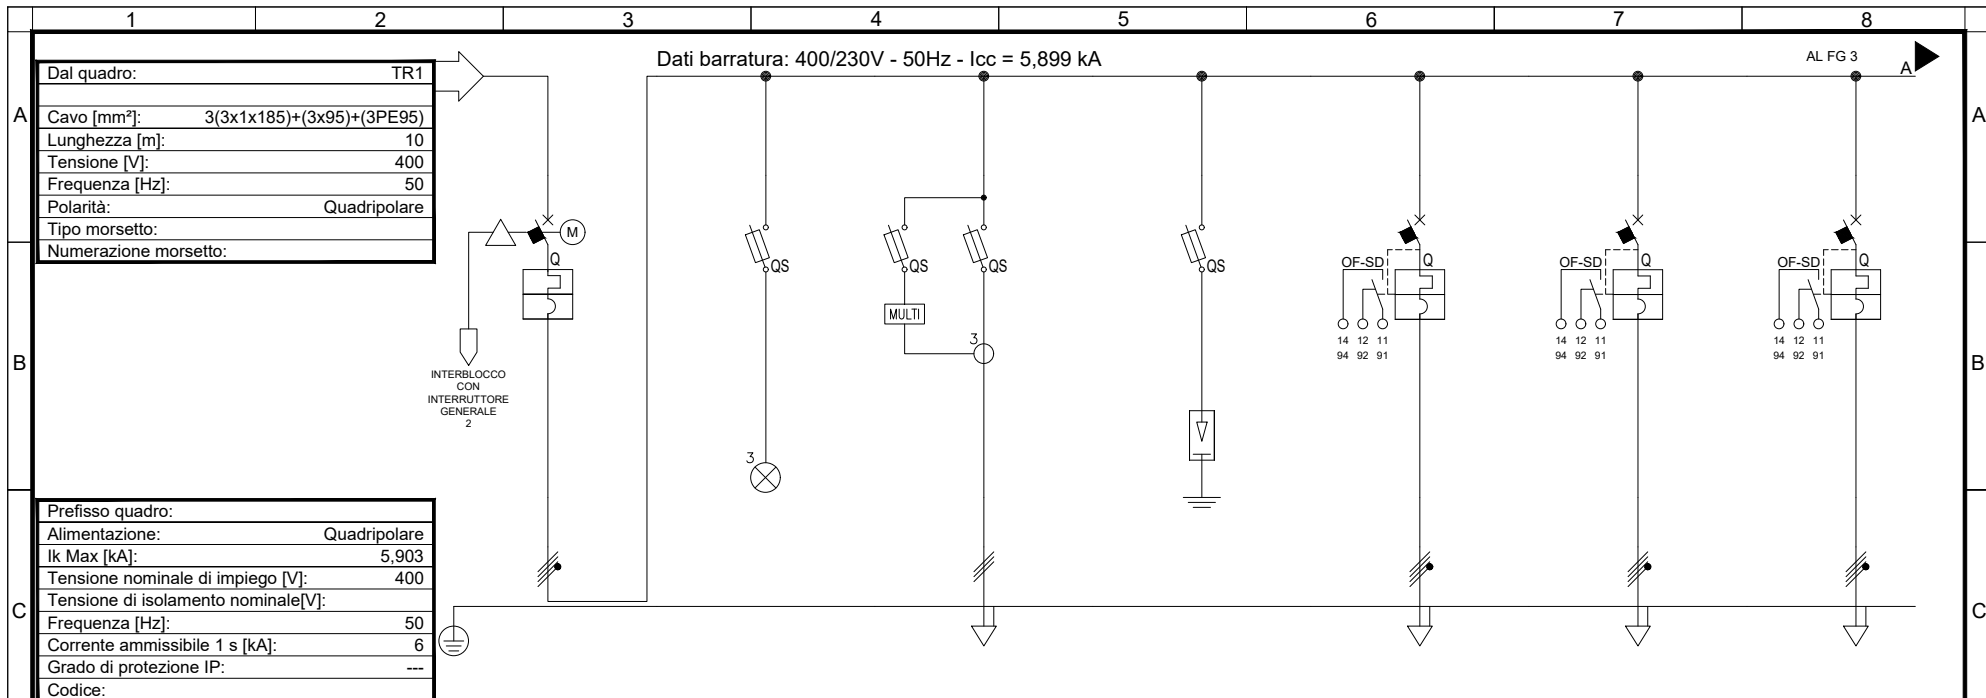 1 2 3 4 5 6 7 8
Dati barratura: 400/230V - 50Hz - Icc = 5,899 kA
AL FG 3
A
A
A
Dal quadro: TR1
Cavo [mm²]: 3(3x1x185)+(3x95)+(3PE95)
Lunghezza [m]: 10
Tensione [V]: 400
Frequenza [Hz]: 50
Polarità: Quadripolare
Tipo morsetto:
Numerazione morsetto:
M
Q
QS
QS
QS
QS
OF-SD
Q
OF-SD
Q
OF-SD
Q
MULTI
3
14 12 11
94 92 91
14 12 11
94 92 91
14 12 11
94 92 91
B
B
INTERBLOCCO
CON
INTERRUTTORE
GENERALE
2
3
Prefisso quadro:
Alimentazione: Quadripolare
Ik Max [kA]: 5,903
Tensione nominale di impiego [V]: 400
Tensione di isolamento nominale[V]:
Frequenza [Hz]: 50
Corrente ammissibile 1 s [kA]: 6
Grado di protezione IP: ---
Codice:
C
C